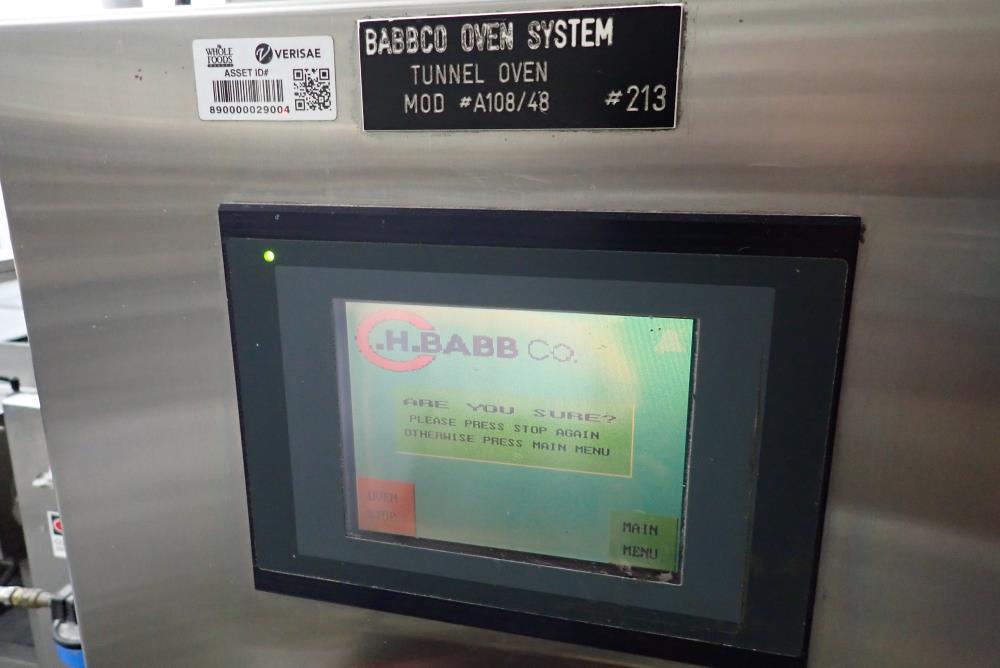 WHOLE
FOODS
MARKET
VERISAE
ASSET ID#
890000029004
BABBCO OVEN SYSTEM
TUNNEL OVEN
MOD #A108/48 #213
C.H.BABB CO.
ARE YOU SURE?
PLEASE PRESS STOP AGAIN
OTHERWISE PRESS MAIN MENU
OVEN
STOP
MAIN
MENU